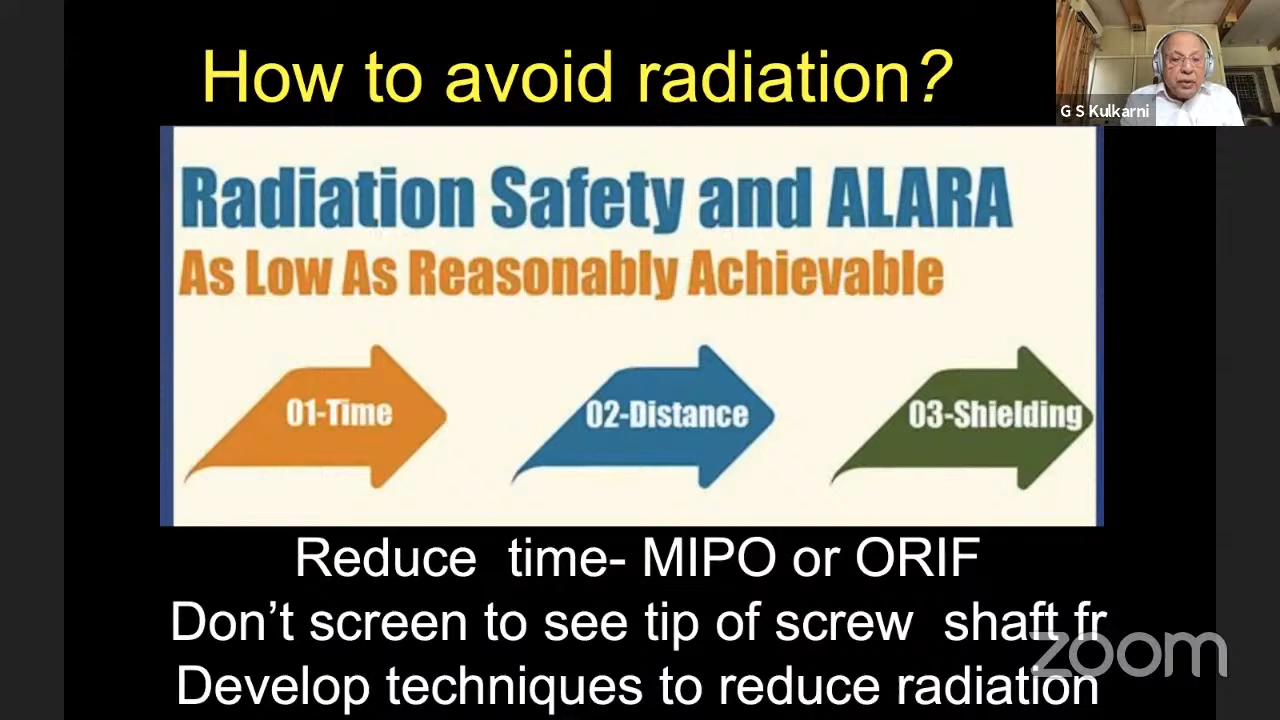 How to avoid radiation?
G S Kulkarni
Radiation Safety and ALARA
As Low As Reasonably Achievable
01-Time
02-Distance
03-Shielding
Reduce time- MIPO or ORIF
Don’t screen to see tip of screw shaft fr
Develop techniques to reduce radiation
zoom